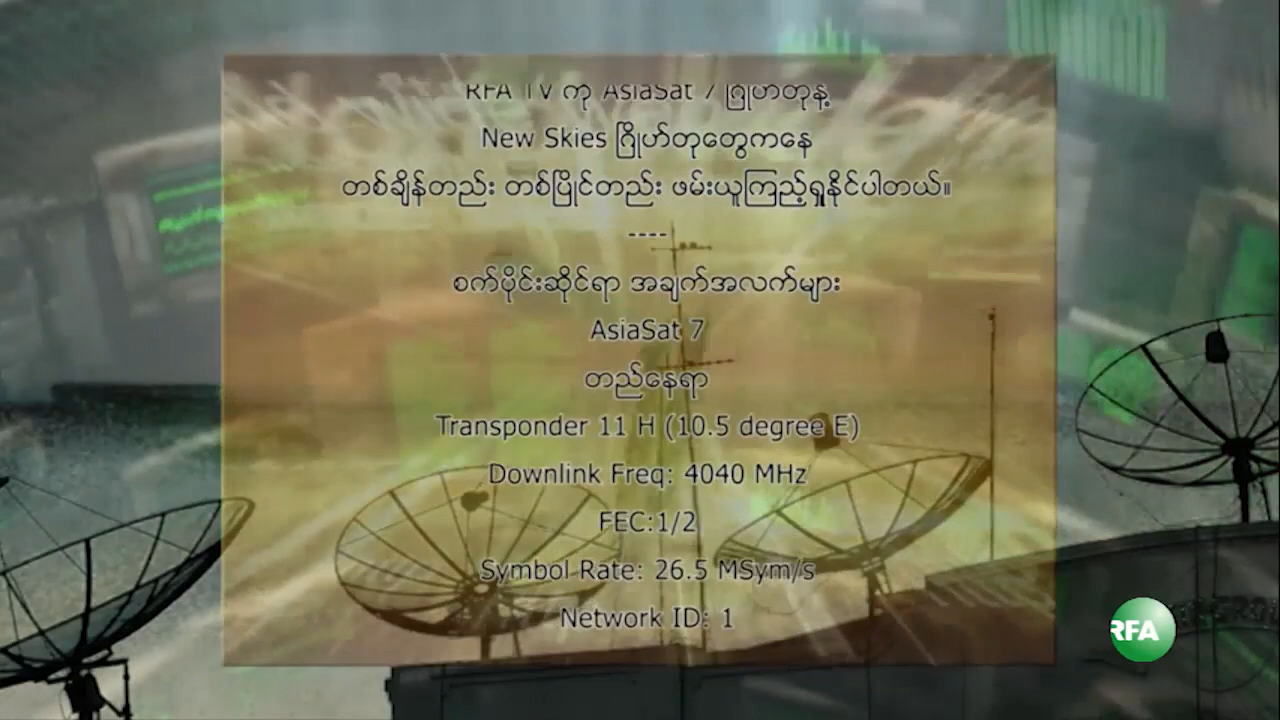 RFA TV ကို AsiaSat 7 ဂြိုဟ်တုနဲ့
New Skies ဂြိုဟ်တုတွေကနေ
တစ်ချိန်တည်း တစ်ပြိုင်တည်း ဖမ်းယူကြည့်ရှုနိုင်ပါတယ်။
----
စက်ပိုင်းဆိုင်ရာ အချက်အလက်များ
AsiaSat 7
တည်နေရာ
Transponder 11 H (10.5 degree E)
Downlink Freq: 4040 MHz
FEC:1/2
Symbol Rate: 26.5 MSym/s
Network ID: 1
RFA